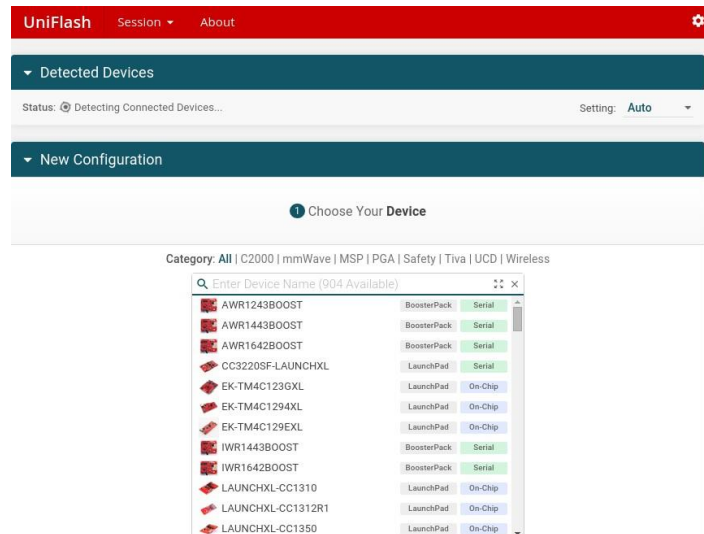 UniFlash Session About
Detected Devices
Status: Detecting Connected Devices...
Setting: Auto
New Configuration
1 Choose Your Device
Category: All | C2000 | mmWave | MSP | PGA | Safety | Tiva | UCD | Wireless
Enter Device Name (904 Available)
AWR1243BOOST BoosterPack Serial
AWR1443BOOST BoosterPack Serial
AWR1642BOOST BoosterPack Serial
CC3220SF-LAUNCHXL LaunchPad Serial
EK-TM4C123GXL LaunchPad On-Chip
EK-TM4C1294XL LaunchPad On-Chip
EK-TM4C129EXL LaunchPad On-Chip
IWR1443BOOST BoosterPack Serial
IWR1642BOOST BoosterPack Serial
LAUNCHXL-CC1310 LaunchPad On-Chip
LAUNCHXL-CC1312R1 LaunchPad On-Chip
LAUNCHXL-CC1350 LaunchPad On-Chip